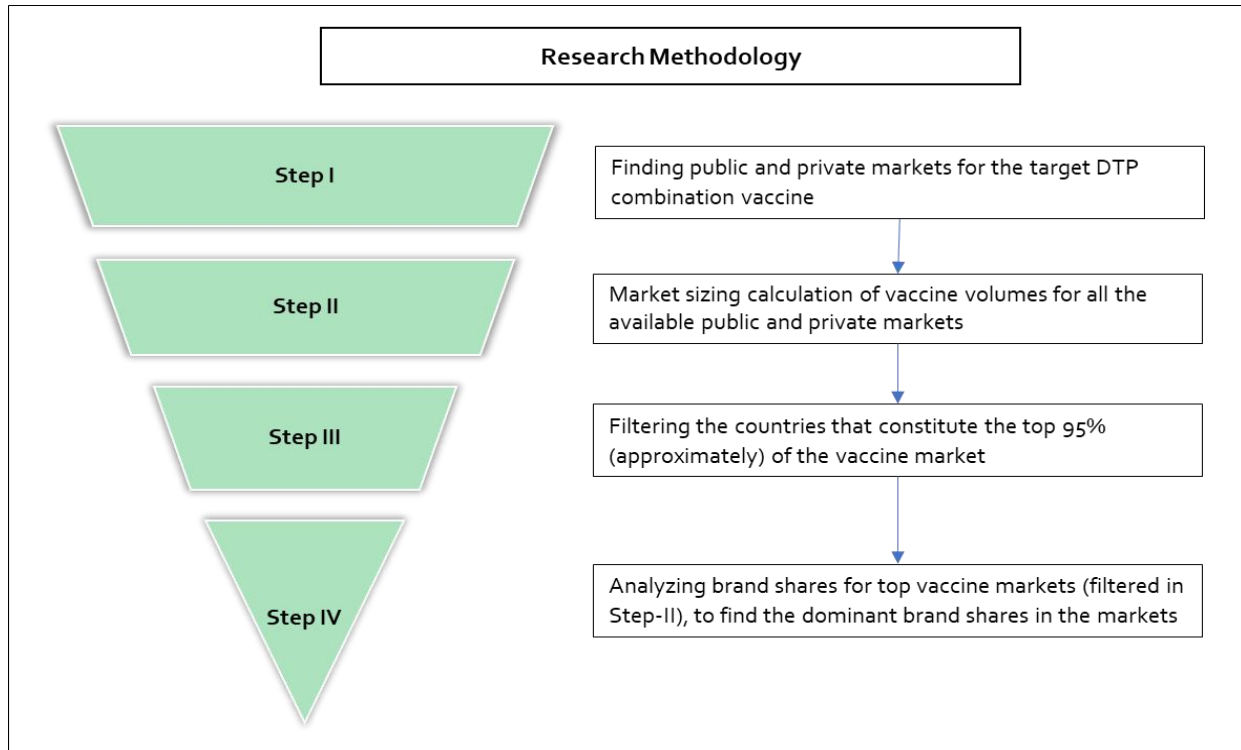 Research Methodology
Step I
Finding public and private markets for the target DTP
combination vaccine
Step II
Market sizing calculation of vaccine volumes for all the
available public and private markets
Step III
Filtering the countries that constitute the top 95%
(approximately) of the vaccine market
Step IV
Analyzing brand shares for top vaccine markets (filtered in
Step-II), to find the dominant brand shares in the markets